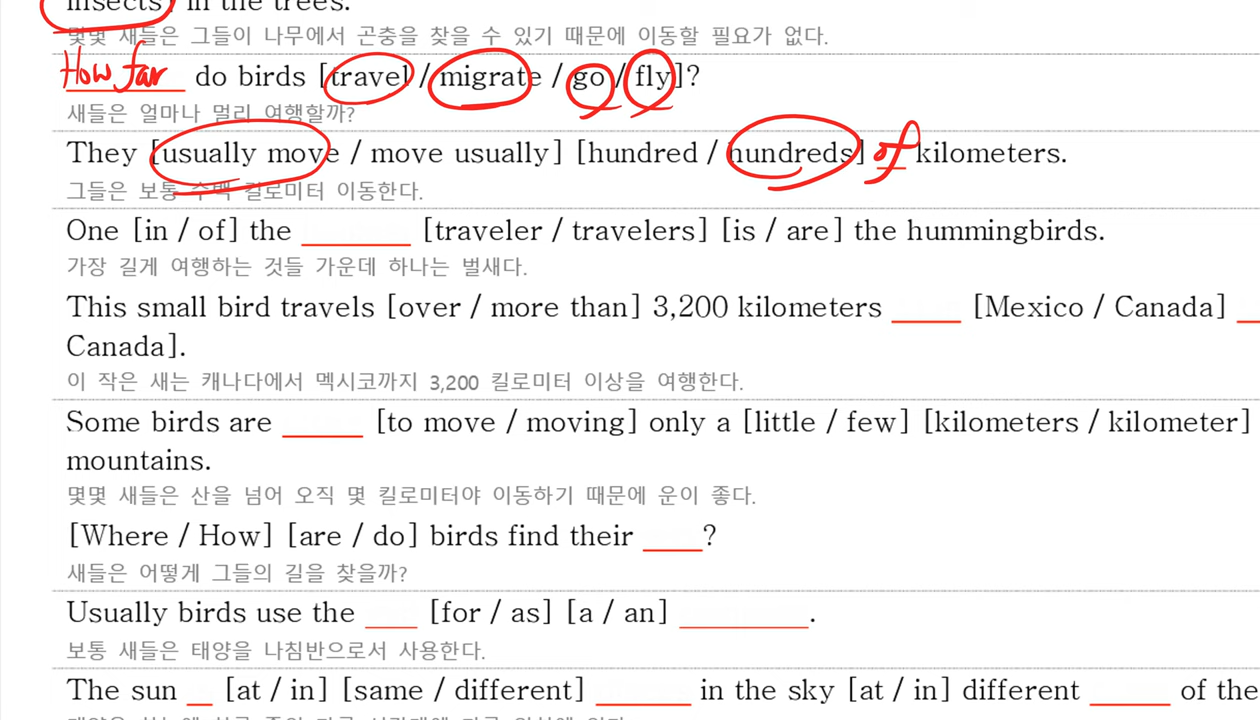 insects] in the trees.
몇몇 새들은 그들이 나무에서 곤충을 찾을 수 있기 때문에 이동할 필요가 없다.
How far do birds [travel / migrate / go / fly]?
새들은 얼마나 멀리 여행할까?
They [usually move / move usually] [hundred / hundreds] of kilometers.
그들은 보통 수백 킬로미터 이동한다.
One [in / of] the ______ [traveler / travelers] [is / are] the hummingbirds.
가장 길게 여행하는 것들 가운데 하나는 벌새다.
This small bird travels [over / more than] 3,200 kilometers ____ [Mexico / Canada] _
Canada].
이 작은 새는 캐나다에서 멕시코까지 3,200 킬로미터 이상을 여행한다.
Some birds are ____ [to move / moving] only a [little / few] [kilometers / kilometer]
mountains.
몇몇 새들은 산을 넘어 오직 몇 킬로미터야 이동하기 때문에 운이 좋다.
[Where / How] [are / do] birds find their ____?
새들은 어떻게 그들의 길을 찾을까?
Usually birds use the ___ [for / as] [a / an] ________.
보통 새들은 태양을 나침반으로서 사용한다.
The sun __ [at / in] [same / different] ______ in the sky [at / in] different _____ of the